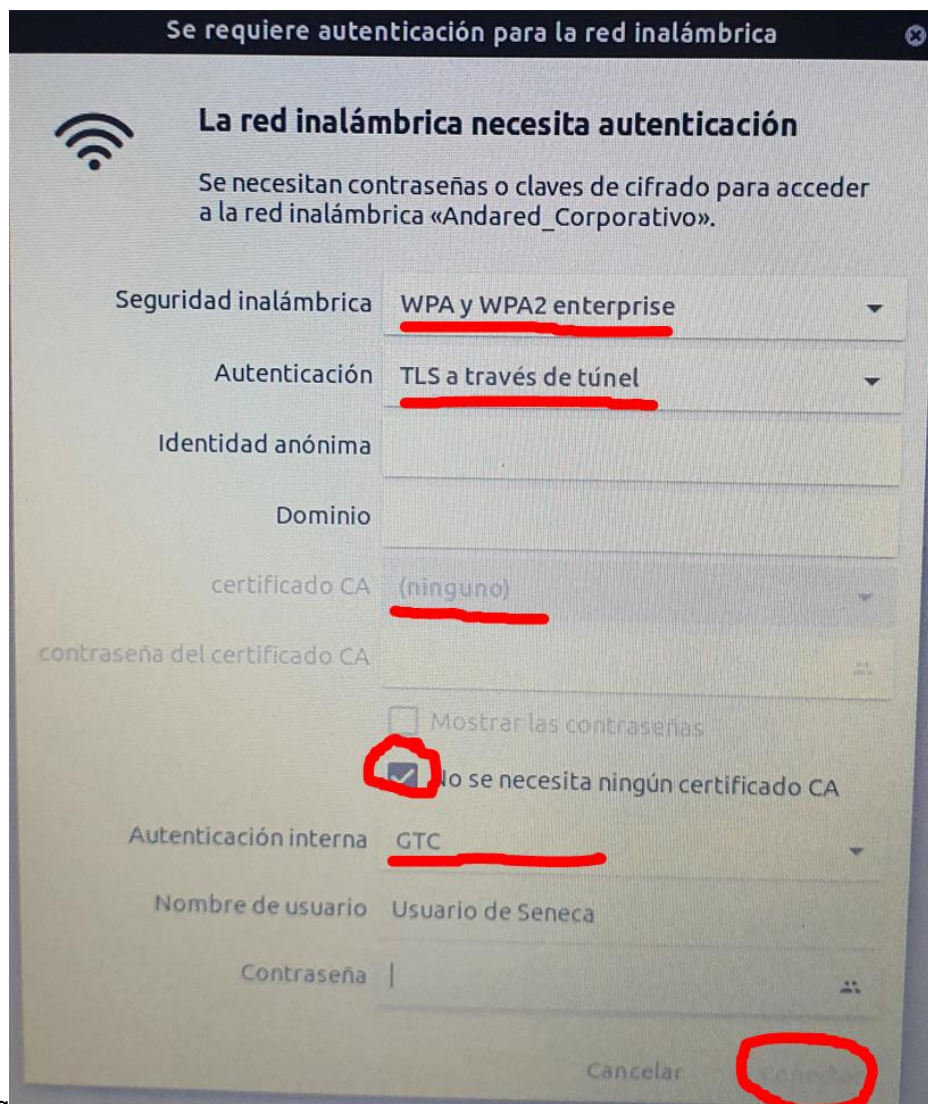 Se requiere autenticación para la red inalámbrica
La red inalámbrica necesita autenticación
Se necesitan contraseñas o claves de cifrado para acceder
a la red inalámbrica «Andared_Corporativo».
Seguridad inalámbrica WPA y WPA2 enterprise
Autenticación TLS a través de túnel
Identidad anónima
Dominio
certificado CA (ninguno)
contraseña del certificado CA
Mostrar las contraseñas
No se necesita ningún certificado CA
Autenticación interna GTC
Nombre de usuario Usuario de Seneca
Contraseña
Cancelar Conectar